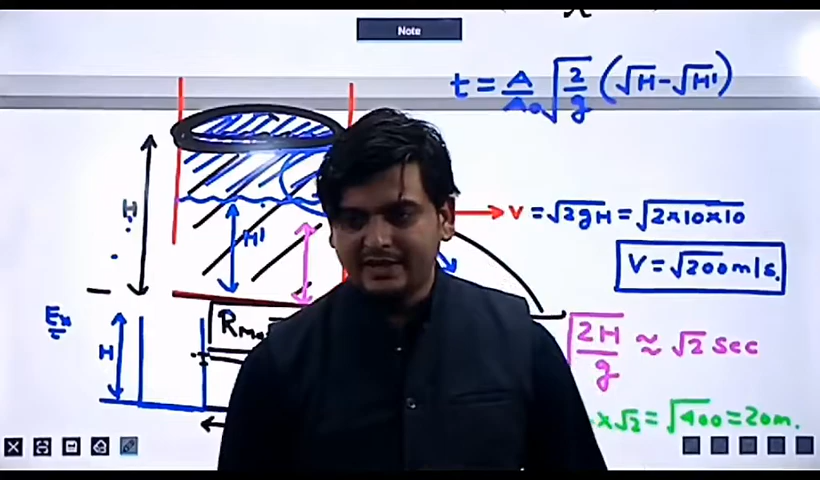 Note
t = A/A₀ √(2/g) (√H - √H')
H
H'
V = √2gH = √2×10×10
V = √200 m/s.
Ex
H
√(2H/g) ≈ √2 sec
× √2 = √400 = 20m.